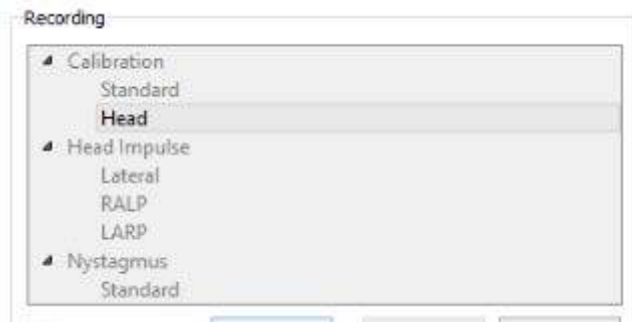 Recording
Calibration
Standard
Head
Head Impulse
Lateral
RALP
LARP
Nystagmus
Standard